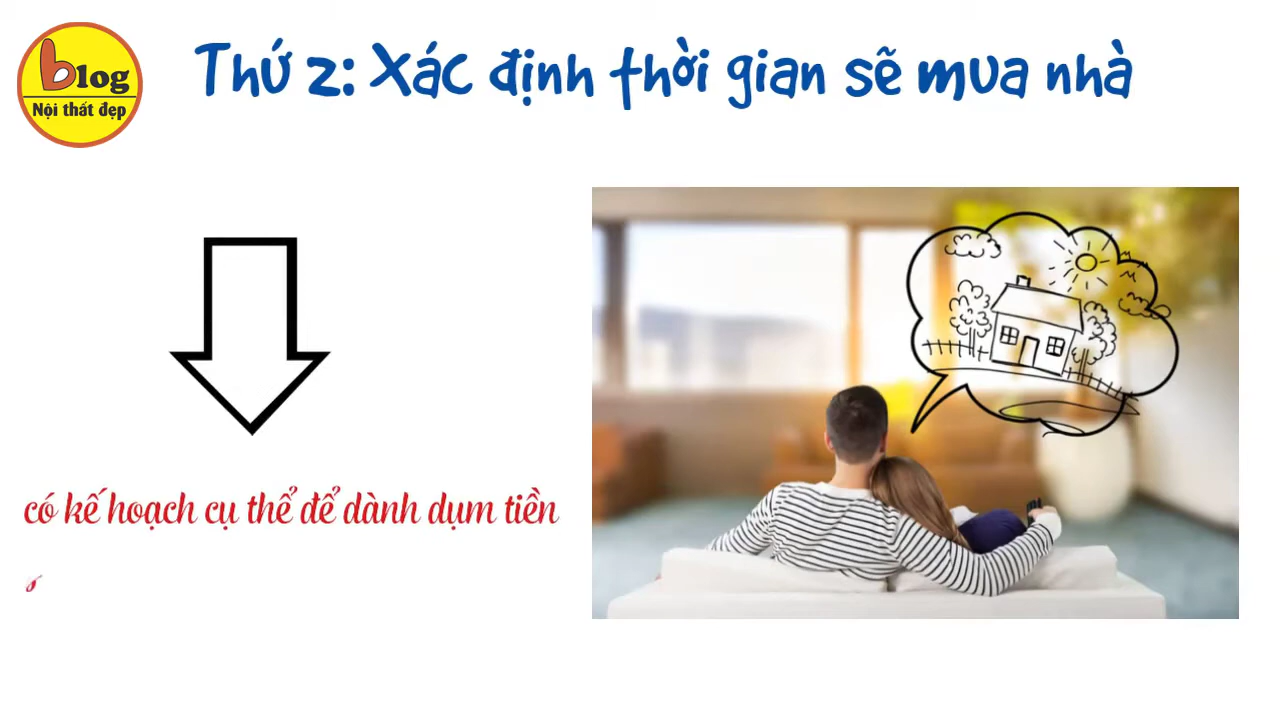 blog
Nội thất đẹp
Thứ 2: Xác định thời gian sẽ mua nhà
có kế hoạch cụ thể để dành dụm tiền